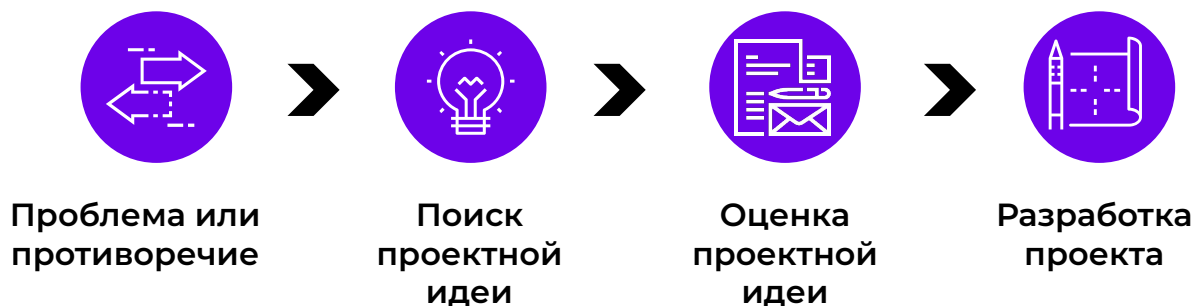 Проблема или
противоречие
Поиск
проектной
идеи
Оценка
проектной
идеи
Разработка
проекта